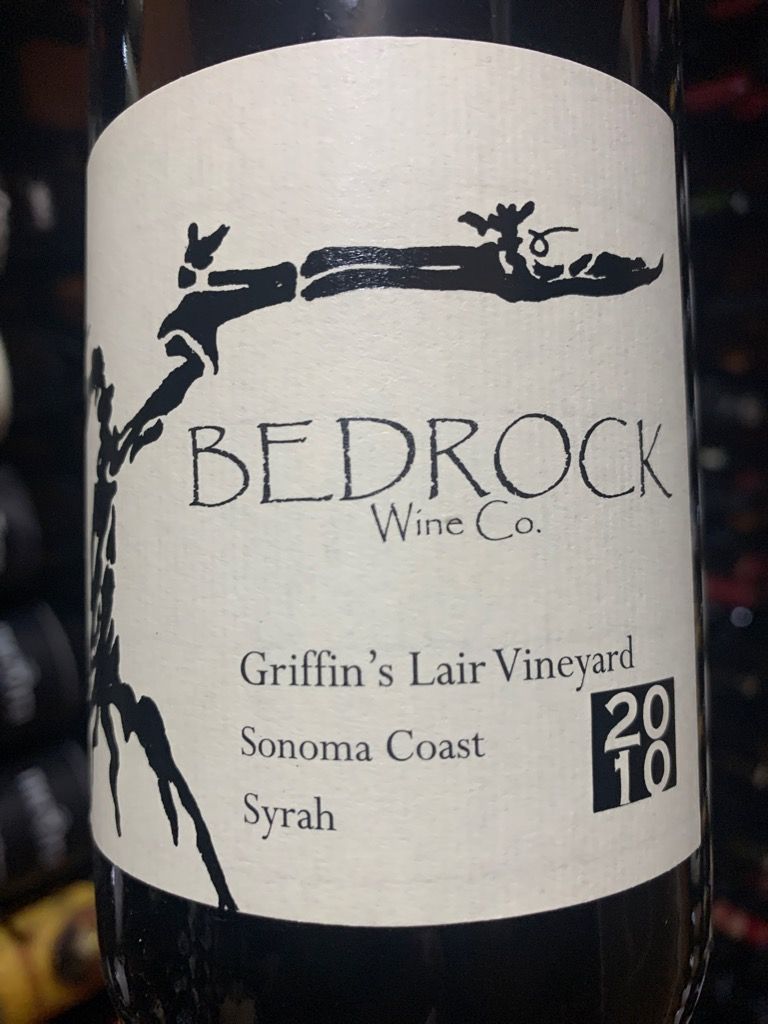 BEDROCK
Wine Co.
Griffin's Lair Vineyard
Sonoma Coast
Syrah
20
10